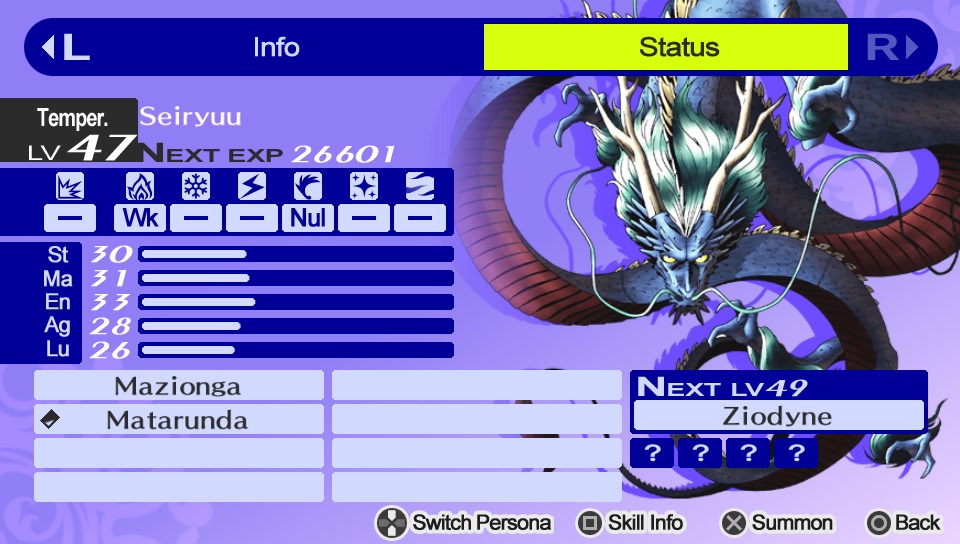 L Info Status R
Temper. Seiryuu
LV 47 NEXT EXP 26601
— Wk — — Nul — —
St 30
Ma 31
En 33
Ag 28
Lu 26
Mazionga
Matarunda
NEXT LV49
Ziodyne
? ? ? ?
Switch Persona Skill Info Summon Back